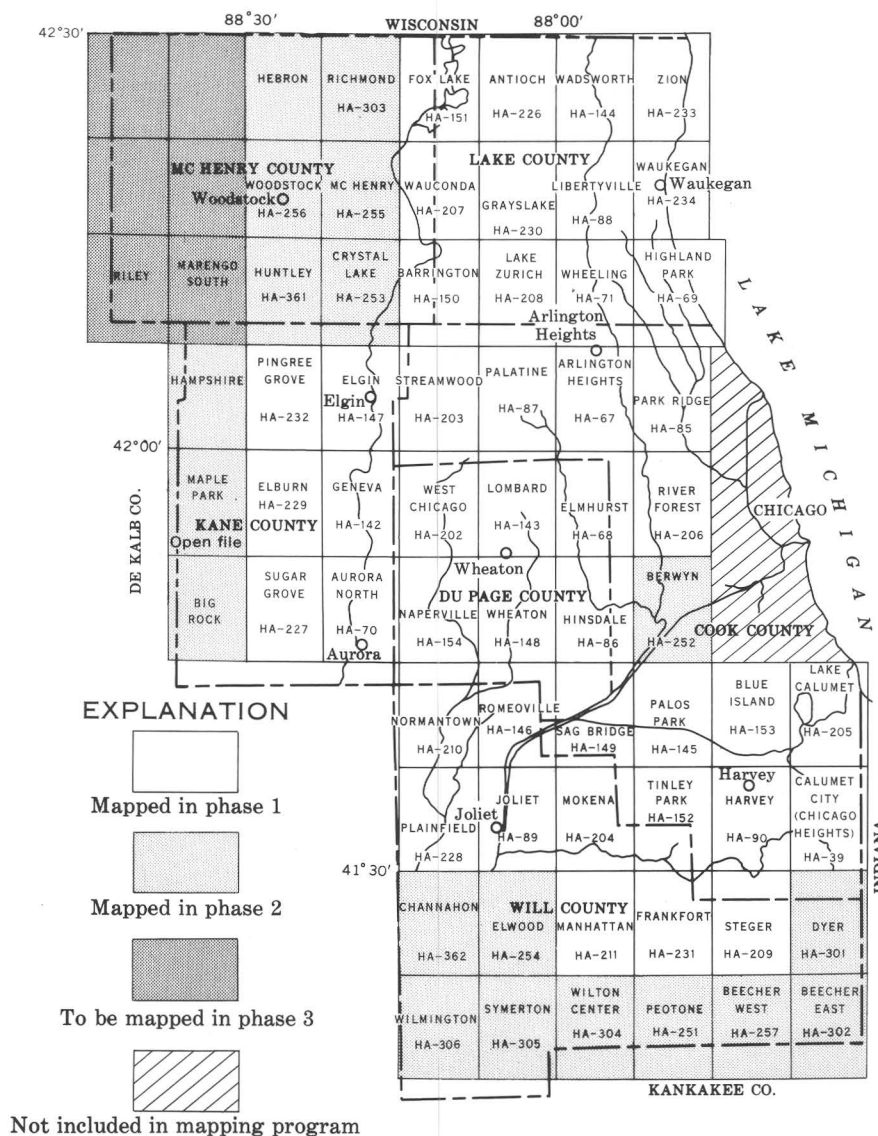 88°30'
WISCONSIN
88°00'
42°30'
HEBRON
RICHMOND
HA-303
FOX LAKE
HA-151
ANTIOCH
HA-226
WADSWORTH
HA-144
ZION
HA-233
MC HENRY COUNTY
LAKE COUNTY
WOODSTOCK
Woodstock
HA-256
MC HENRY
HA-255
WAUCONDA
HA-207
GRAYSLAKE
HA-230
LIBERTYVILLE
HA-88
WAUKEGAN
Waukegan
HA-234
RILEY
MARENGO
SOUTH
HUNTLEY
HA-361
CRYSTAL
LAKE
HA-253
BARRINGTON
HA-150
LAKE
ZURICH
HA-208
WHEELING
HA-71
HIGHLAND
PARK
HA-69
LAKE MICHIGAN
Arlington
Heights
HAMPSHIRE
PINGREE
GROVE
HA-232
ELGIN
Elgin
HA-147
STREAMWOOD
HA-203
PALATINE
HA-87
ARLINGTON
HEIGHTS
HA-67
PARK RIDGE
HA-85
42°00'
MAPLE
PARK
ELBURN
HA-229
KANE COUNTY
Open file
GENEVA
HA-142
WEST
CHICAGO
HA-202
LOMBARD
HA-143
ELMHURST
HA-68
RIVER
FOREST
HA-206
CHICAGO
DE KALB CO.
Wheaton
DU PAGE COUNTY
BIG
ROCK
SUGAR
GROVE
HA-227
AURORA
NORTH
HA-70
Aurora
NAPERVILLE
HA-154
WHEATON
HA-148
HINSDALE
HA-86
BERWYN
HA-252
COOK COUNTY
NORMANTOWN
HA-210
ROMEOVILLE
HA-146
SAG BRIDGE
HA-149
PALOS
PARK
HA-145
BLUE
ISLAND
HA-153
LAKE
CALUMET
HA-205
PLAINFIELD
HA-228
Joliet
JOLIET
HA-89
MOKENA
HA-204
TINLEY
PARK
HA-152
Harvey
HARVEY
HA-90
CALUMET
CITY
(CHICAGO
HEIGHTS)
HA-39
INDIANA
41°30'
CHANNAHON
HA-362
WILL COUNTY
ELWOOD
HA-254
MANHATTAN
HA-211
FRANKFORT
HA-231
STEGER
HA-209
DYER
HA-301
WILMINGTON
HA-306
SYMERTON
HA-305
WILTON
CENTER
HA-304
PEOTONE
HA-251
BEECHER
WEST
HA-257
BEECHER
EAST
HA-302
KANKAKEE CO.
EXPLANATION
Mapped in phase 1
Mapped in phase 2
To be mapped in phase 3
Not included in mapping program